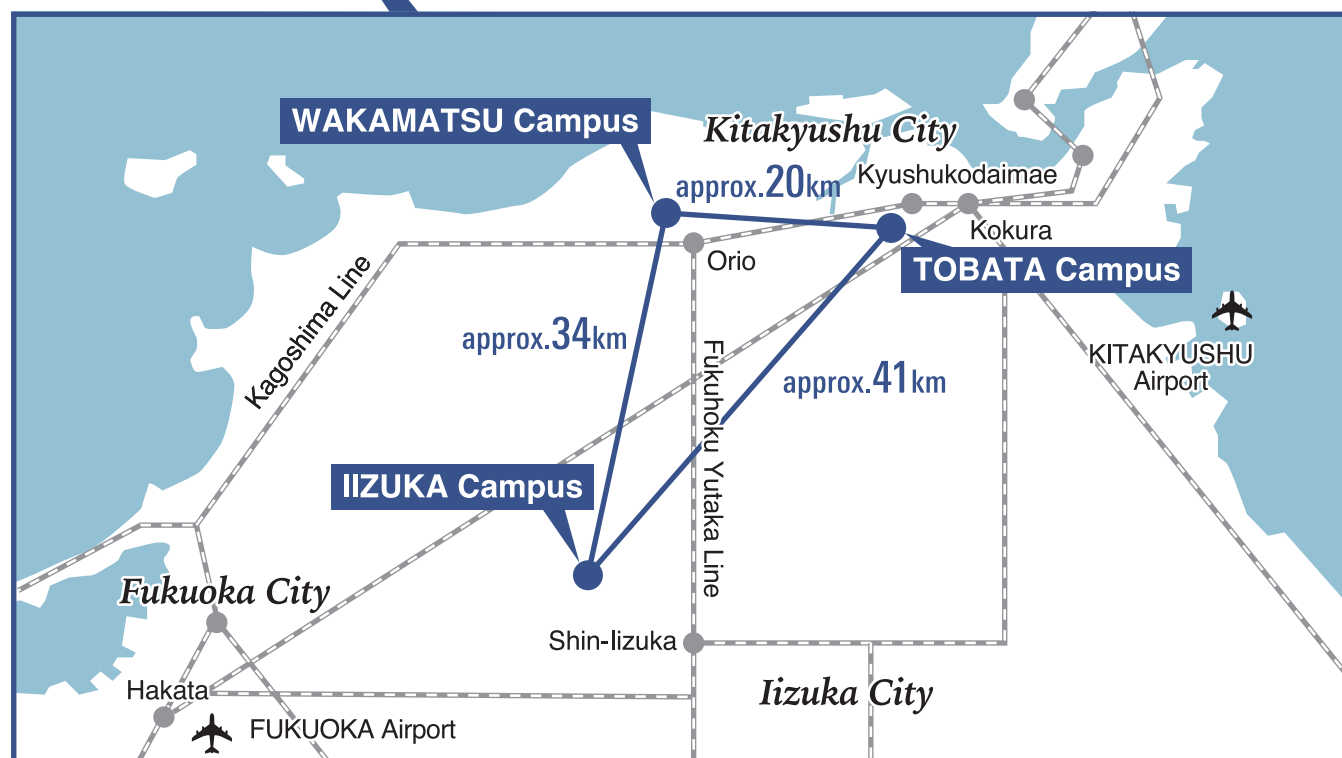 WAKAMATSU Campus
Kitakyushu City
approx.20km
Kyushukodaimae
Kokura
Orio
TOBATA Campus
Kagoshima Line
approx.34km
Fukuhoku Yutaka Line
approx.41km
KITAKYUSHU
Airport
IIZUKA Campus
Fukuoka City
Shin-Iizuka
Hakata
Iizuka City
FUKUOKA Airport